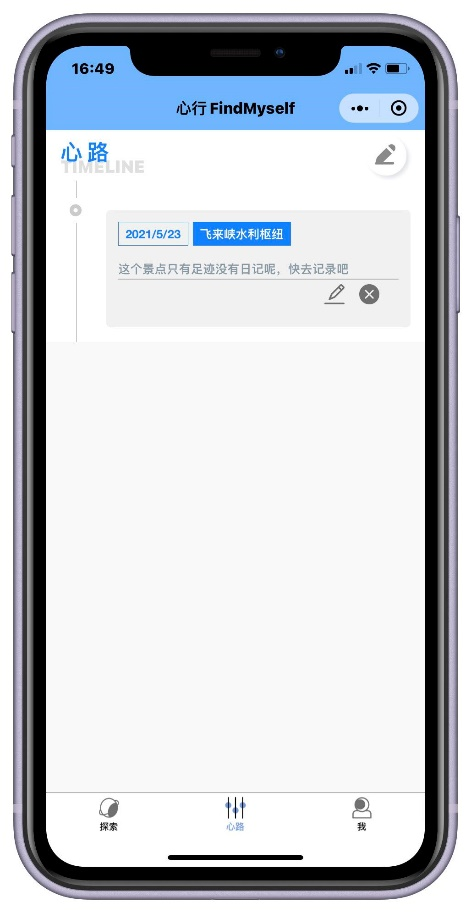 16:49
心行 FindMyself
心路
TIMELINE
2021/5/23 飞来峡水利枢纽
这个景点只有足迹没有日记呢，快去记录吧
探索 心路 我